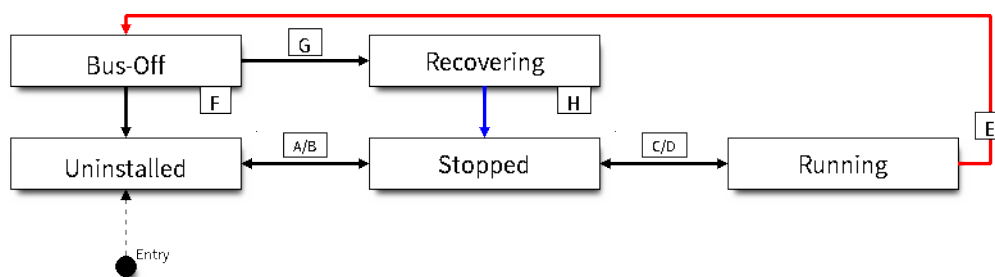 G
Bus-Off
Recovering
F
H
E
A/B
C/D
Uninstalled
Stopped
Running
Entry